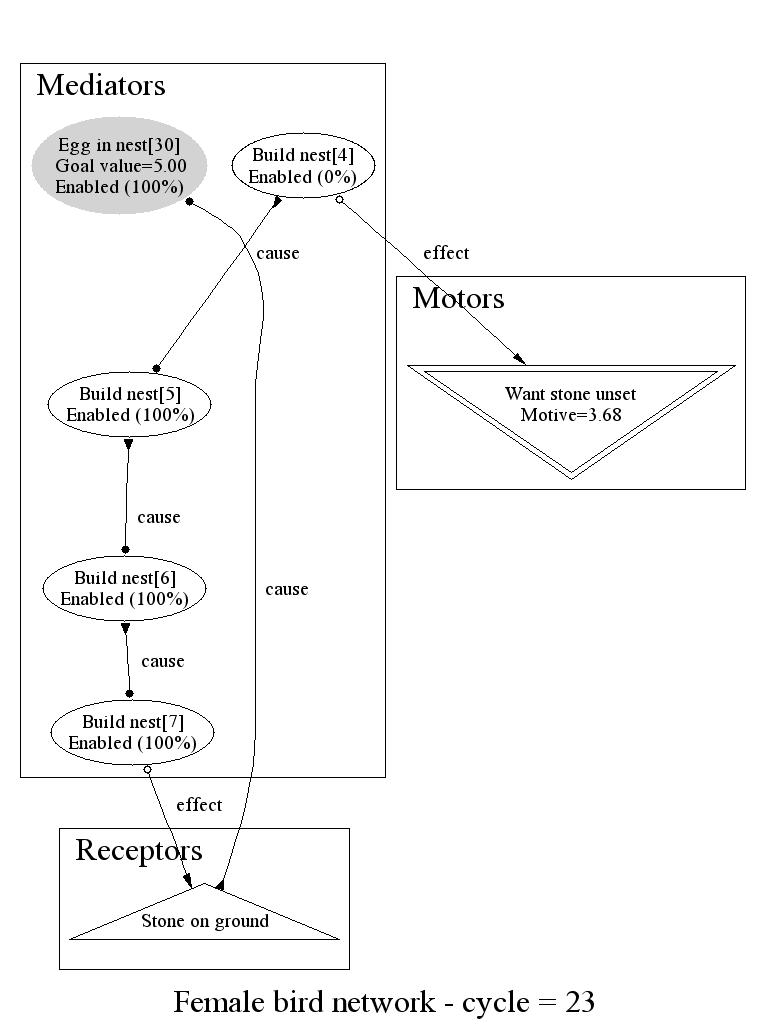 Mediators
Egg in nest[30]
Goal value=5.00
Enabled (100%)
Build nest[4]
Enabled (0%)
cause
effect
Motors
Want stone unset
Motive=3.68
Build nest[5]
Enabled (100%)
cause
Build nest[6]
Enabled (100%)
cause
cause
Build nest[7]
Enabled (100%)
effect
Receptors
Stone on ground
Female bird network - cycle = 23